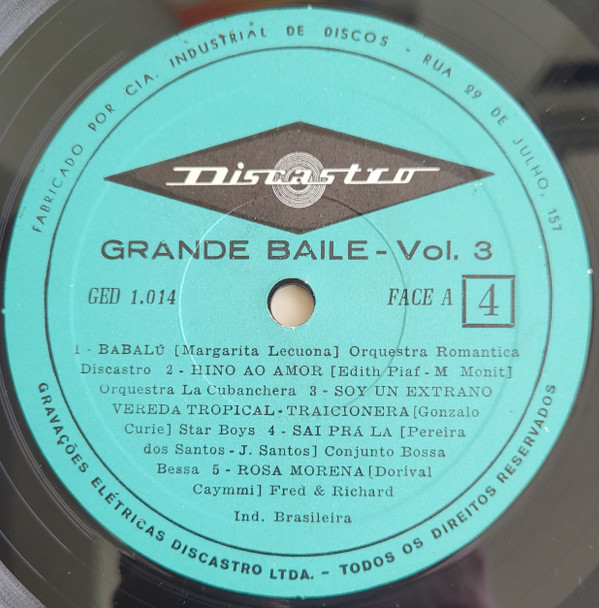 FABRICADO POR CIA. INDUSTRIAL DE DISCOS - RUA 29 DE JULHO, 157
Discastro
GRANDE BAILE - Vol. 3
GED 1.014
FACE A 4
1 - BABALÚ [Margarita Lecuona] Orquestra Romantica
Discastro 2 - HINO AO AMOR [Edith Piaf - M Monit]
Orquestra La Cubanchera 3 - SOY UN EXTRANO
VEREDA TROPICAL - TRAICIONERA [Gonzalo
Curie] Star Boys 4 - SAI PRÁ LA [Pereira
dos Santos - J. Santos] Conjunto Bossa
Bessa 5 - ROSA MORENA [Dorival
Caymmi] Fred & Richard
Ind. Brasileira
GRAVAÇÕES ELÉTRICAS DISCASTRO LTDA. - TODOS OS DIREITOS RESERVADOS